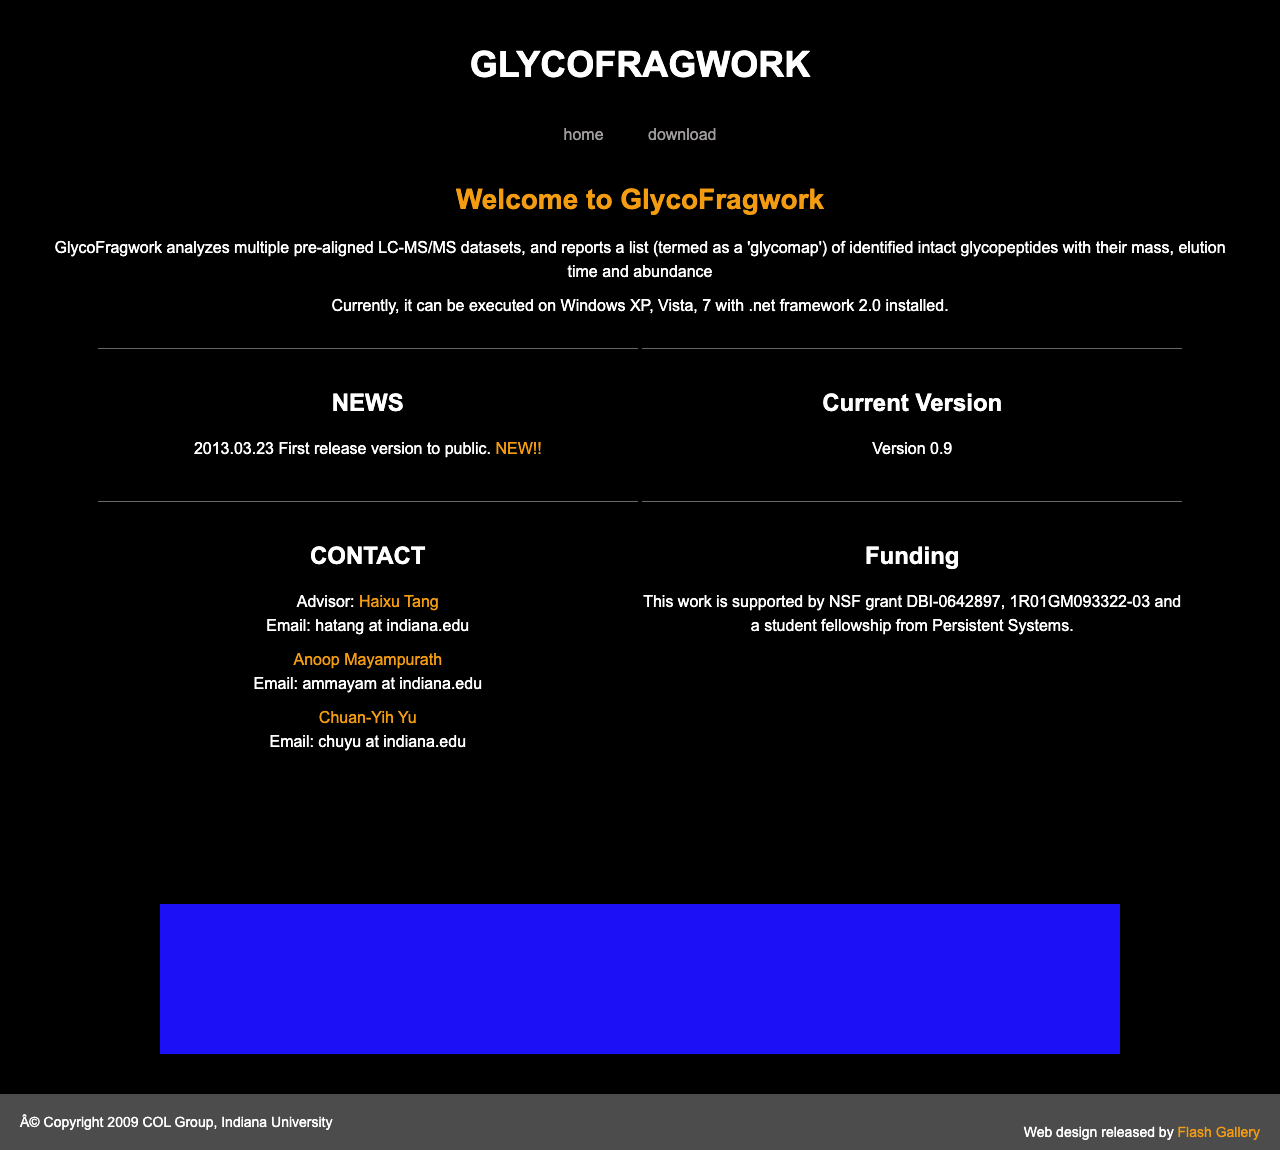 GLYCOFRAGWORK
home download
Welcome to GlycoFragwork
GlycoFragwork analyzes multiple pre-aligned LC-MS/MS datasets, and reports a list (termed as a 'glycomap') of identified intact glycopeptides with their mass, elution
time and abundance
Currently, it can be executed on Windows XP, Vista, 7 with .net framework 2.0 installed.
NEWS
2013.03.23 First release version to public. NEW!!
Current Version
Version 0.9
CONTACT
Advisor: Haixu Tang
Email: hatang at indiana.edu
Anoop Mayampurath
Email: ammayam at indiana.edu
Chuan-Yih Yu
Email: chuyu at indiana.edu
Funding
This work is supported by NSF grant DBI-0642897, 1R01GM093322-03 and
a student fellowship from Persistent Systems.
Â© Copyright 2009 COL Group, Indiana University
Web design released by Flash Gallery